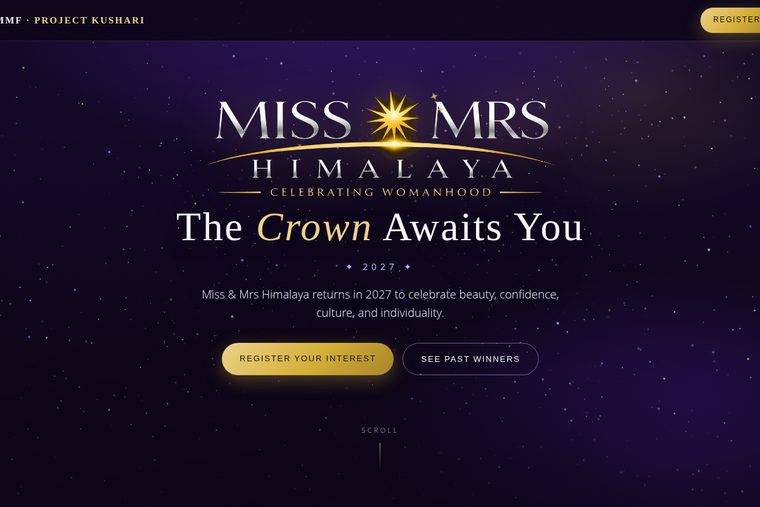 MMF · PROJECT KUSHARI
REGISTER
MISS MRS
HIMALAYA
CELEBRATING WOMANHOOD
The Crown Awaits You
✦ 2027 ✦
Miss & Mrs Himalaya returns in 2027 to celebrate beauty, confidence,
culture, and individuality.
REGISTER YOUR INTEREST
SEE PAST WINNERS
SCROLL